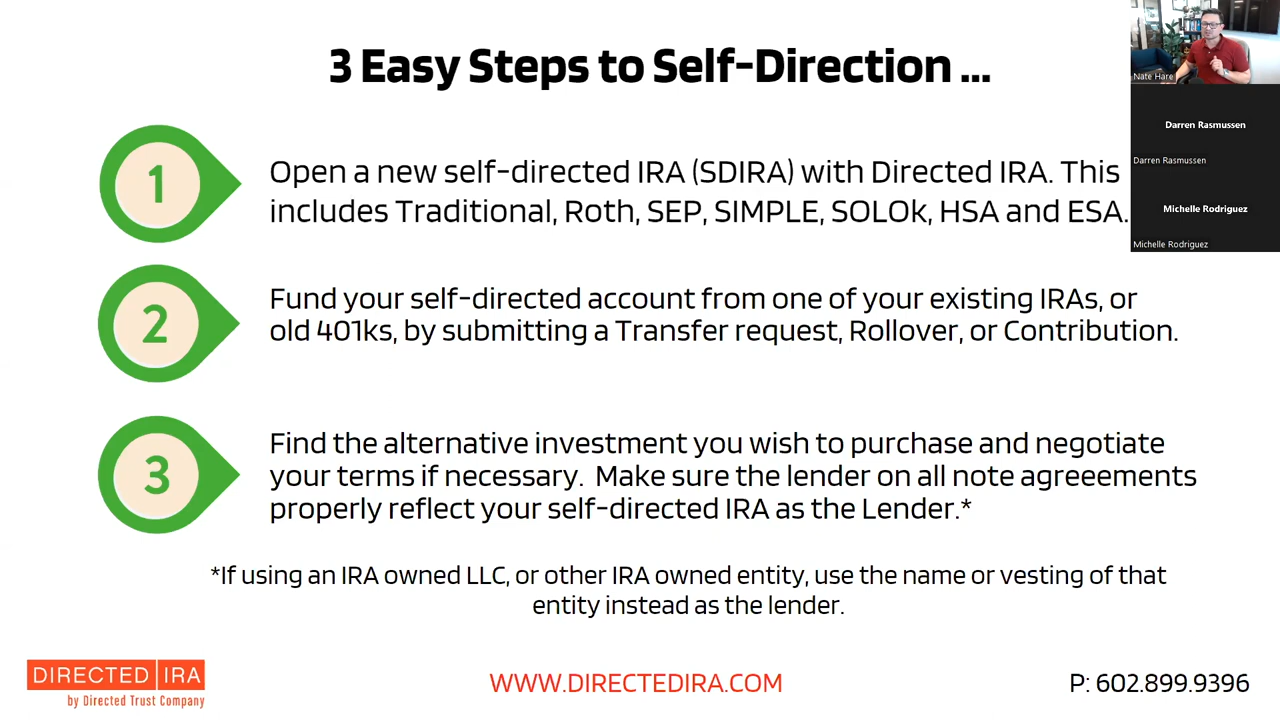 3 Easy Steps to Self-Direction ...
Nate Hare
Darren Rasmussen
Darren Rasmussen
Michelle Rodriguez
Michelle Rodriguez
1
Open a new self-directed IRA (SDIRA) with Directed IRA. This
includes Traditional, Roth, SEP, SIMPLE, SOLOk, HSA and ESA.
2
Fund your self-directed account from one of your existing IRAs, or
old 401ks, by submitting a Transfer request, Rollover, or Contribution.
3
Find the alternative investment you wish to purchase and negotiate
your terms if necessary. Make sure the lender on all note agreeements
properly reflect your self-directed IRA as the Lender.*
*If using an IRA owned LLC, or other IRA owned entity, use the name or vesting of that
entity instead as the lender.
DIRECTED IRA
by Directed Trust Company
WWW.DIRECTEDIRA.COM
P: 602.899.9396